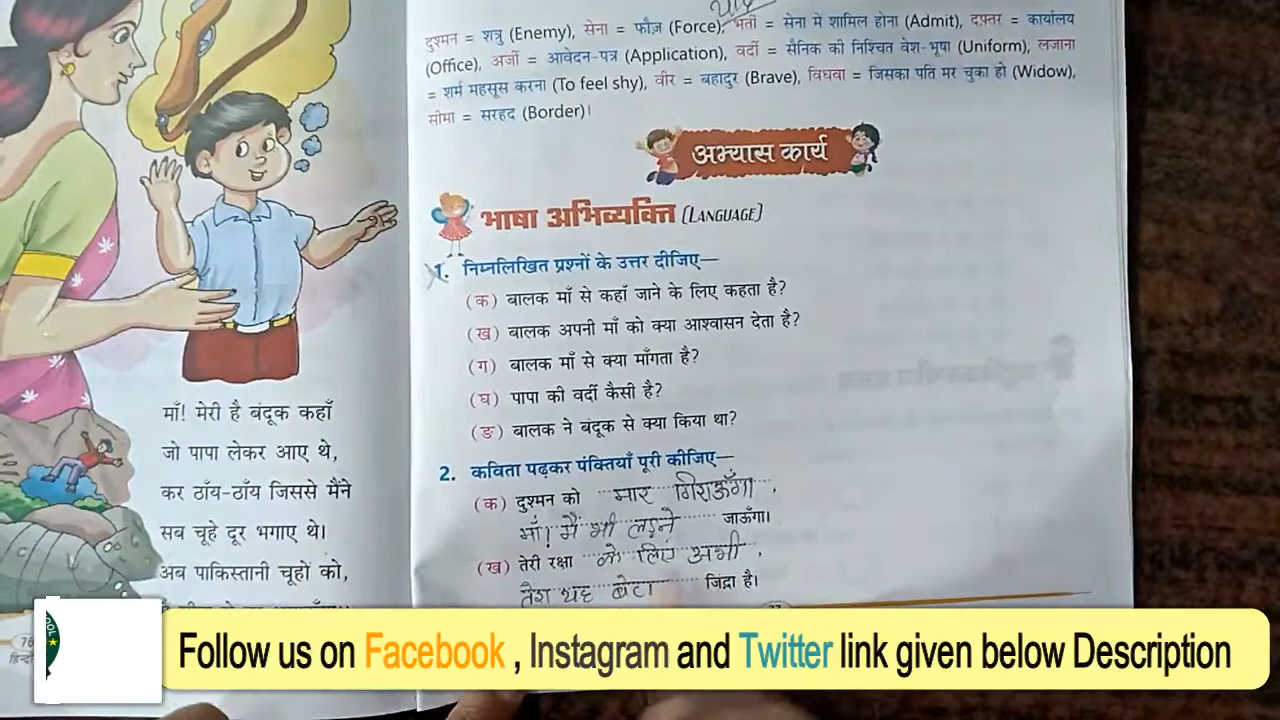 माँ! मेरी है बंदूक कहाँ
जो पापा लेकर आए थे,
कर ठाँय-ठाँय जिससे मैंने
सब चूहे दूर भगाए थे।
अब पाकिस्तानी चूहों को,
दुश्मन = शत्रु (Enemy), सेना = फौज़ (Force), भर्ती = सेना में शामिल होना (Admit), दफ़्तर = कार्यालय
(Office), अर्जी = आवेदन-पत्र (Application), वर्दी = सैनिक की निश्चित वेश-भूषा (Uniform), लजाना
= शर्म महसूस करना (To feel shy), वीर = बहादुर (Brave), विधवा = जिसका पति मर चुका हो (Widow),
सीमा = सरहद (Border)।
अभ्यास कार्य
भाषा अभिव्यक्ति (LANGUAGE)
1. निम्नलिखित प्रश्नों के उत्तर दीजिए—
(क) बालक माँ से कहाँ जाने के लिए कहता है?
(ख) बालक अपनी माँ को क्या आश्वासन देता है?
(ग) बालक माँ से क्या माँगता है?
(घ) पापा की वर्दी कैसी है?
(ङ) बालक ने बंदूक से क्या किया था?
2. कविता पढ़कर पंक्तियाँ पूरी कीजिए—
(क) दुश्मन को मार गिराऊँगा,
माँ! मैं भी लड़ने जाऊँगा।
(ख) तेरी रक्षा के लिए अभी,
तेरा यह बेटा जिंद़ा है।
Follow us on Facebook , Instagram and Twitter link given below Description